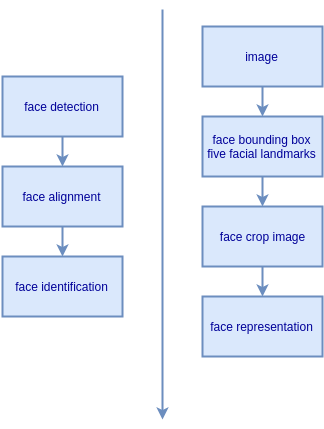 face detection
face alignment
face identification
image
face bounding box
five facial landmarks
face crop image
face representation